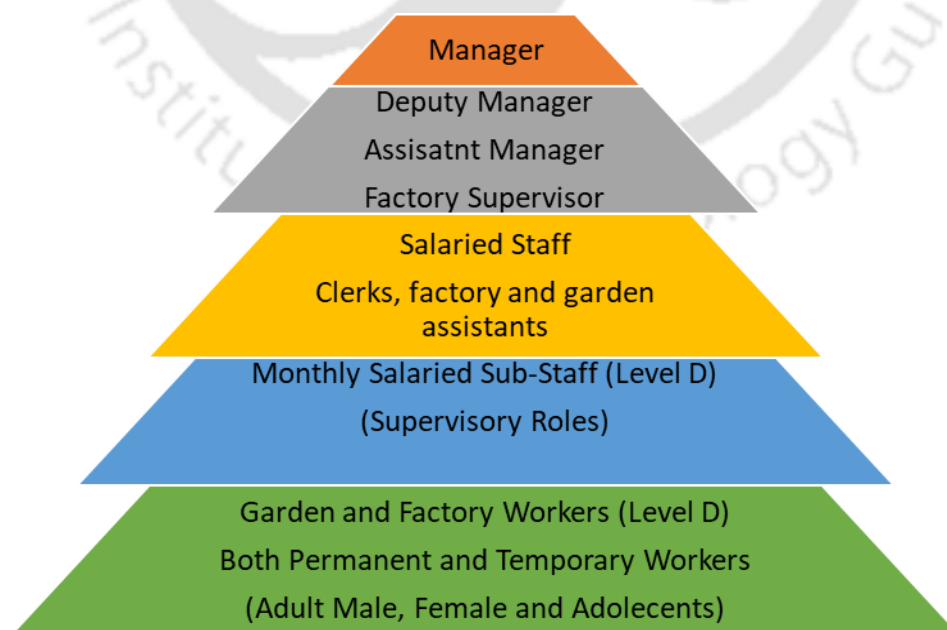 Manager
Deputy Manager
Assisatnt Manager
Factory Supervisor
Salaried Staff
Clerks, factory and garden
assistants
Monthly Salaried Sub-Staff (Level D)
(Supervisory Roles)
Garden and Factory Workers (Level D)
Both Permanent and Temporary Workers
(Adult Male, Female and Adolecents)